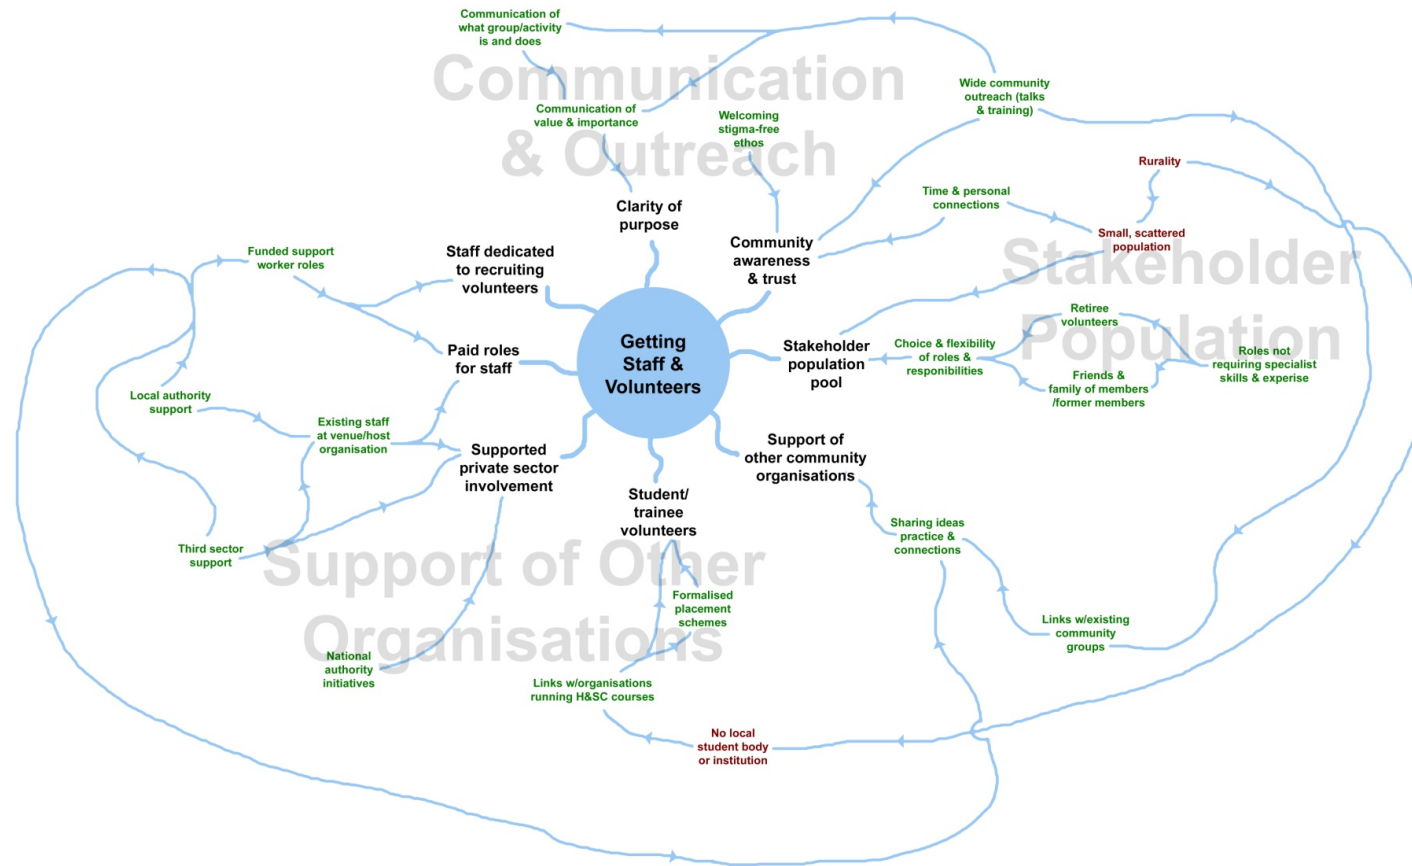 Communication of
what group/activity
is and does
Communication
& Outreach
Communication of
value & importance
Welcoming
stigma-free
ethos
Wide community
outreach (talks
& training)
Rurality
Time & personal
connections
Small, scattered
population
Stakeholder
Population
Clarity of
purpose
Community
awareness
& trust
Staff dedicated
to recruiting
volunteers
Funded support
worker roles
Paid roles
for staff
Getting
Staff &
Volunteers
Stakeholder
population
pool
Choice & flexibility
of roles &
responibilities
Retiree
volunteers
Friends &
family of members
/former members
Roles not
requiring specialist
skills & experise
Local authority
support
Existing staff
at venue/host
organisation
Supported
private sector
involvement
Student/
trainee
volunteers
Support of
other community
organisations
Third sector
support
Support of Other
Organisations
Sharing ideas
practice &
connections
Formalised
placement
schemes
Links w/existing
community
groups
National
authority
initiatives
Links w/organisations
running H&SC courses
No local
student body
or institution